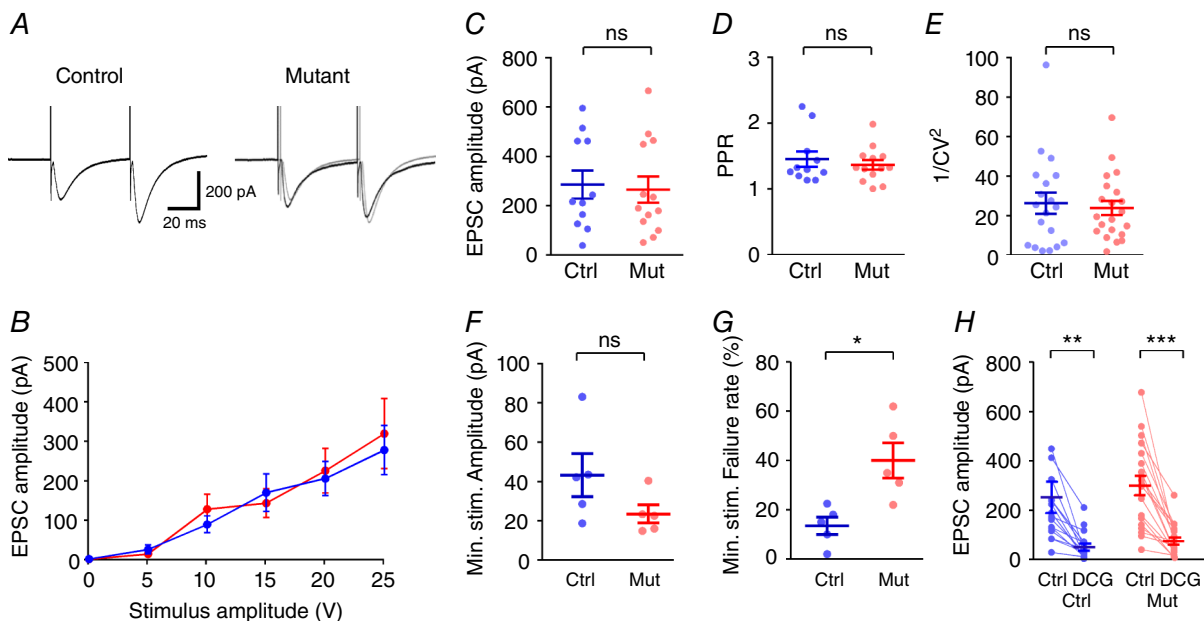 A
Control
Mutant
200 pA
20 ms
B
EPSC amplitude (pA)
500
400
300
200
100
0
0 5 10 15 20 25
Stimulus amplitude (V)
C
ns
EPSC amplitude (pA)
800
600
400
200
0
Ctrl Mut
D
ns
PPR
3
2
1
0
Ctrl Mut
E
ns
1/CV²
100
80
60
40
20
0
Ctrl Mut
F
ns
Min. stim. Amplitude (pA)
100
80
60
40
20
0
Ctrl Mut
G
*
Min. stim. Failure rate (%)
80
60
40
20
0
Ctrl Mut
H
** ***
EPSC amplitude (pA)
800
600
400
200
0
Ctrl DCG Ctrl DCG
Ctrl Mut